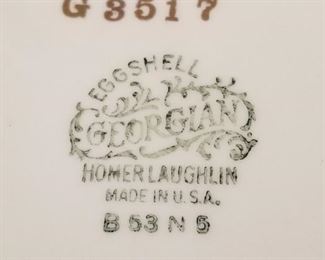 G 3517
EGGSHELL
GEORGIAN
HOMER LAUGHLIN
MADE IN U.S.A.
B 53 N 5